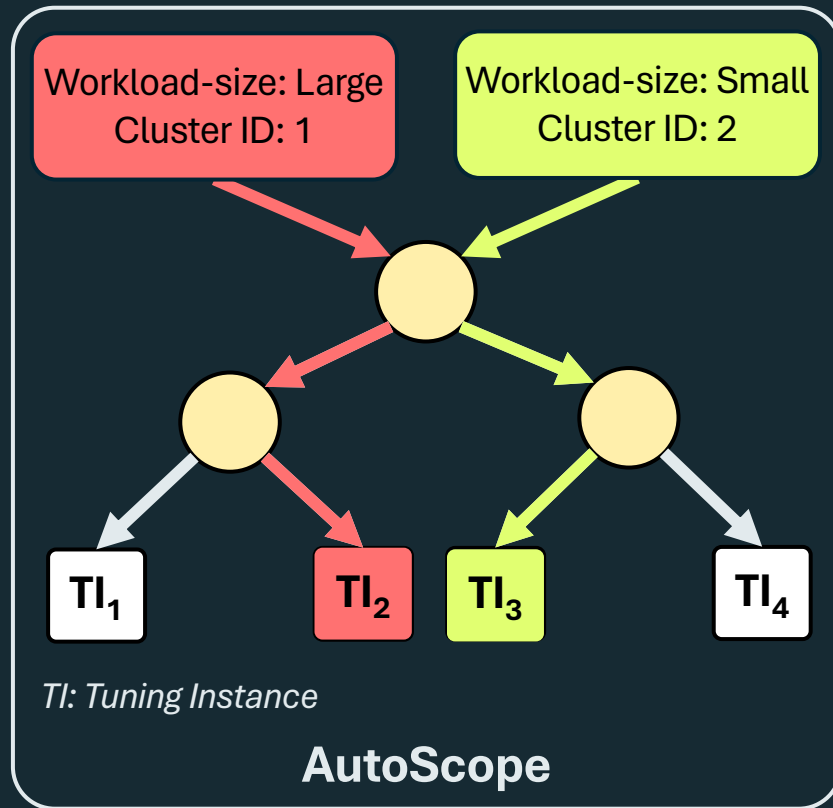 Workload-size: Large
Cluster ID: 1
Workload-size: Small
Cluster ID: 2
TI₁
TI₂
TI₃
TI₄
TI: Tuning Instance
AutoScope